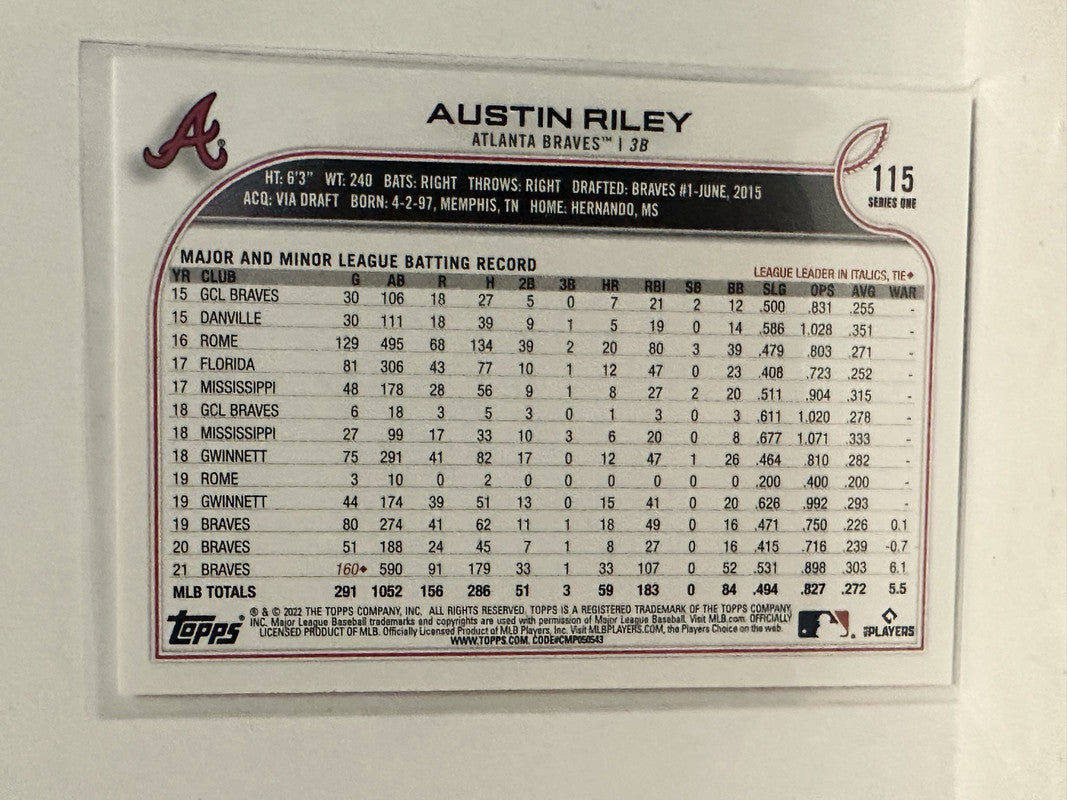 A®
AUSTIN RILEY
ATLANTA BRAVES™ | 3B
115
SERIES ONE
HT: 6'3" WT: 240 BATS: RIGHT THROWS: RIGHT DRAFTED: BRAVES #1-JUNE, 2015
ACQ: VIA DRAFT BORN: 4-2-97, MEMPHIS, TN HOME: HERNANDO, MS
MAJOR AND MINOR LEAGUE BATTING RECORD
LEAGUE LEADER IN ITALICS, TIE♦
YR CLUB G AB R H 2B 3B HR RBI SB BB SLG OPS AVG WAR
15 GCL BRAVES 30 106 18 27 5 0 7 21 2 12 .500 .831 .255 -
15 DANVILLE 30 111 18 39 9 1 5 19 0 14 .586 1.028 .351 -
16 ROME 129 495 68 134 39 2 20 80 3 39 .479 .803 .271 -
17 FLORIDA 81 306 43 77 10 1 12 47 0 23 .408 .723 .252 -
17 MISSISSIPPI 48 178 28 56 9 1 8 27 2 20 .511 .904 .315 -
18 GCL BRAVES 6 18 3 5 3 0 1 3 0 3 .611 1.020 .278 -
18 MISSISSIPPI 27 99 17 33 10 3 6 20 0 8 .677 1.071 .333 -
18 GWINNETT 75 291 41 82 17 0 12 47 1 26 .464 .810 .282 -
19 ROME 3 10 0 2 0 0 0 0 0 0 .200 .400 .200 -
19 GWINNETT 44 174 39 51 13 0 15 41 0 20 .626 .992 .293 -
19 BRAVES 80 274 41 62 11 1 18 49 0 16 .471 .750 .226 0.1
20 BRAVES 51 188 24 45 7 1 8 27 0 16 .415 .716 .239 -0.7
21 BRAVES 160♦ 590 91 179 33 1 33 107 0 52 .531 .898 .303 6.1
MLB TOTALS 291 1052 156 286 51 3 59 183 0 84 .494 .827 .272 5.5
Topps®
® & © 2022 THE TOPPS COMPANY, INC. ALL RIGHTS RESERVED. TOPPS IS A REGISTERED TRADEMARK OF THE TOPPS COMPANY,
INC. Major League Baseball trademarks and copyrights are used with permission of Major League Baseball. Visit MLB.com. OFFICIALLY
LICENSED PRODUCT OF MLB. Officially Licensed Product of MLB Players, Inc. Visit MLBPLAYERS.COM, the Players Choice on the web.
WWW.TOPPS.COM. CODE#CMP050543
PLAYERS